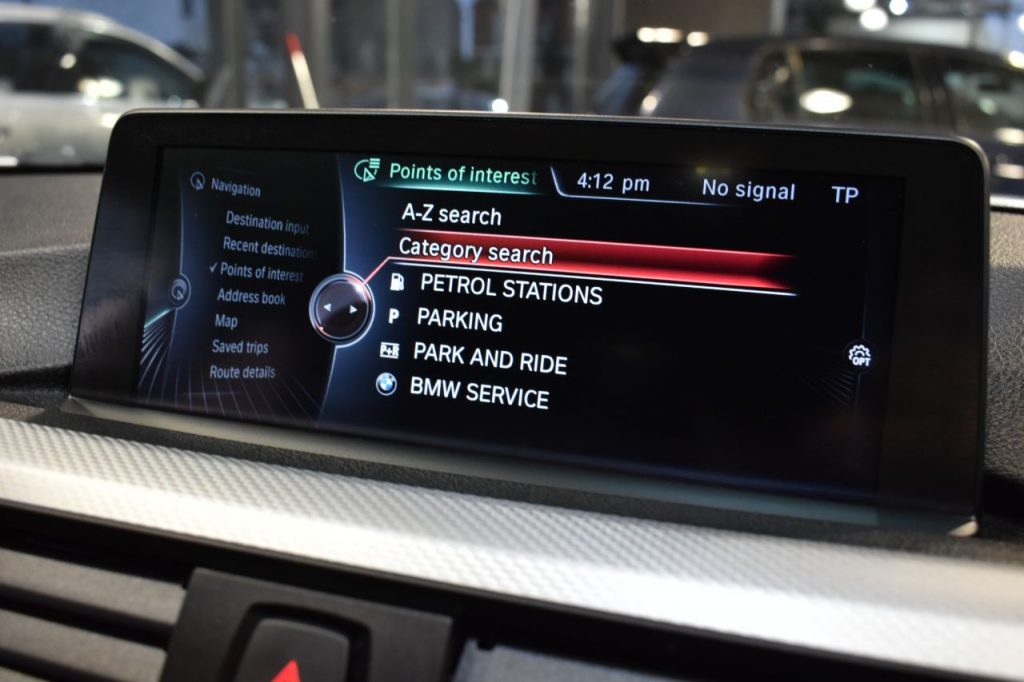 Navigation
Destination input
Recent destinations
✓ Points of interest
Address book
Map
Saved trips
Route details
Points of interest
4:12 pm
No signal
TP
A-Z search
Category search
PETROL STATIONS
P PARKING
P+R PARK AND RIDE
BMW SERVICE
OPT